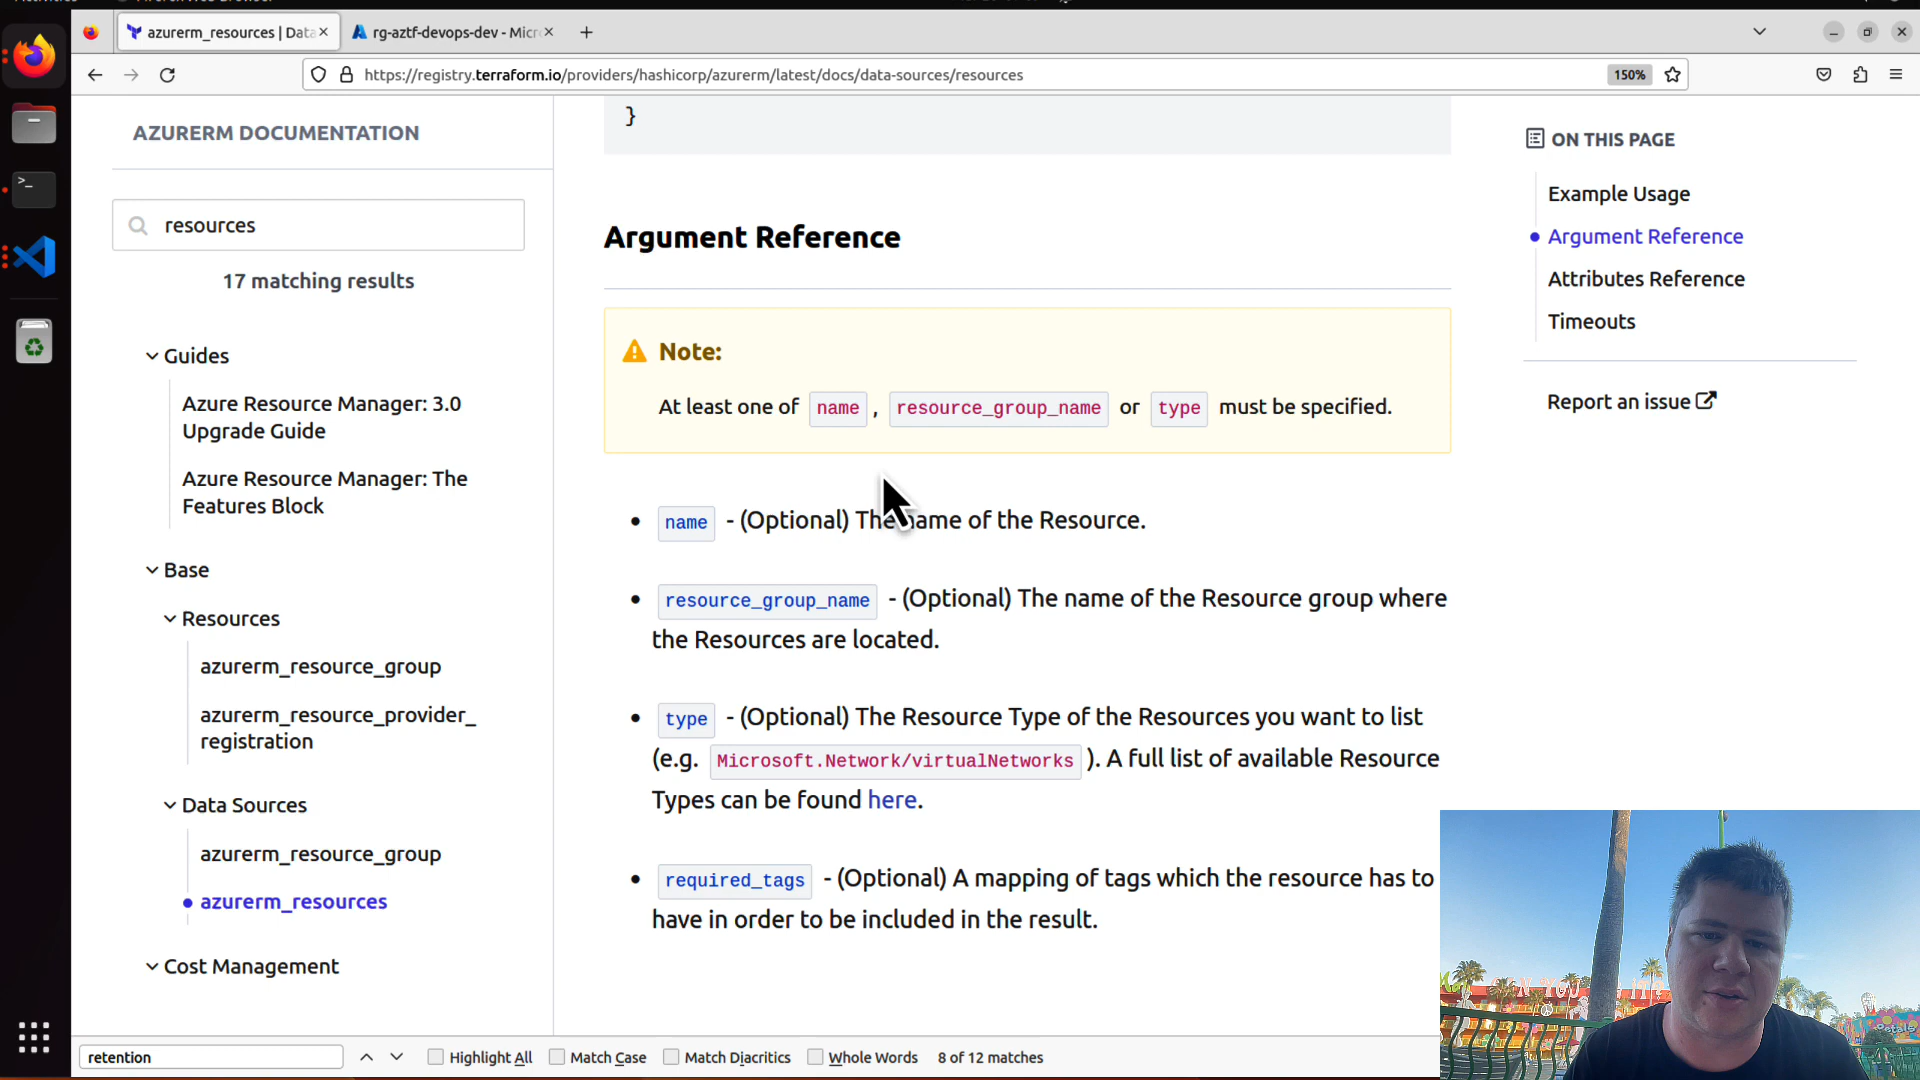 azurerm_resources | Data
rg-aztf-devops-dev - Micr
https://registry.terraform.io/providers/hashicorp/azurerm/latest/docs/data-sources/resources
150%
AZURERM DOCUMENTATION
resources
17 matching results
Guides
Azure Resource Manager: 3.0
Upgrade Guide
Azure Resource Manager: The
Features Block
Base
Resources
azurerm_resource_group
azurerm_resource_provider_
registration
Data Sources
azurerm_resource_group
azurerm_resources
Cost Management
}
Argument Reference
Note:
At least one of name , resource_group_name or type must be specified.
name - (Optional) The name of the Resource.
resource_group_name - (Optional) The name of the Resource group where
the Resources are located.
type - (Optional) The Resource Type of the Resources you want to list
(e.g. Microsoft.Network/virtualNetworks ). A full list of available Resource
Types can be found here.
required_tags - (Optional) A mapping of tags which the resource has to
have in order to be included in the result.
ON THIS PAGE
Example Usage
Argument Reference
Attributes Reference
Timeouts
Report an issue
retention
Highlight All
Match Case
Match Diacritics
Whole Words
8 of 12 matches